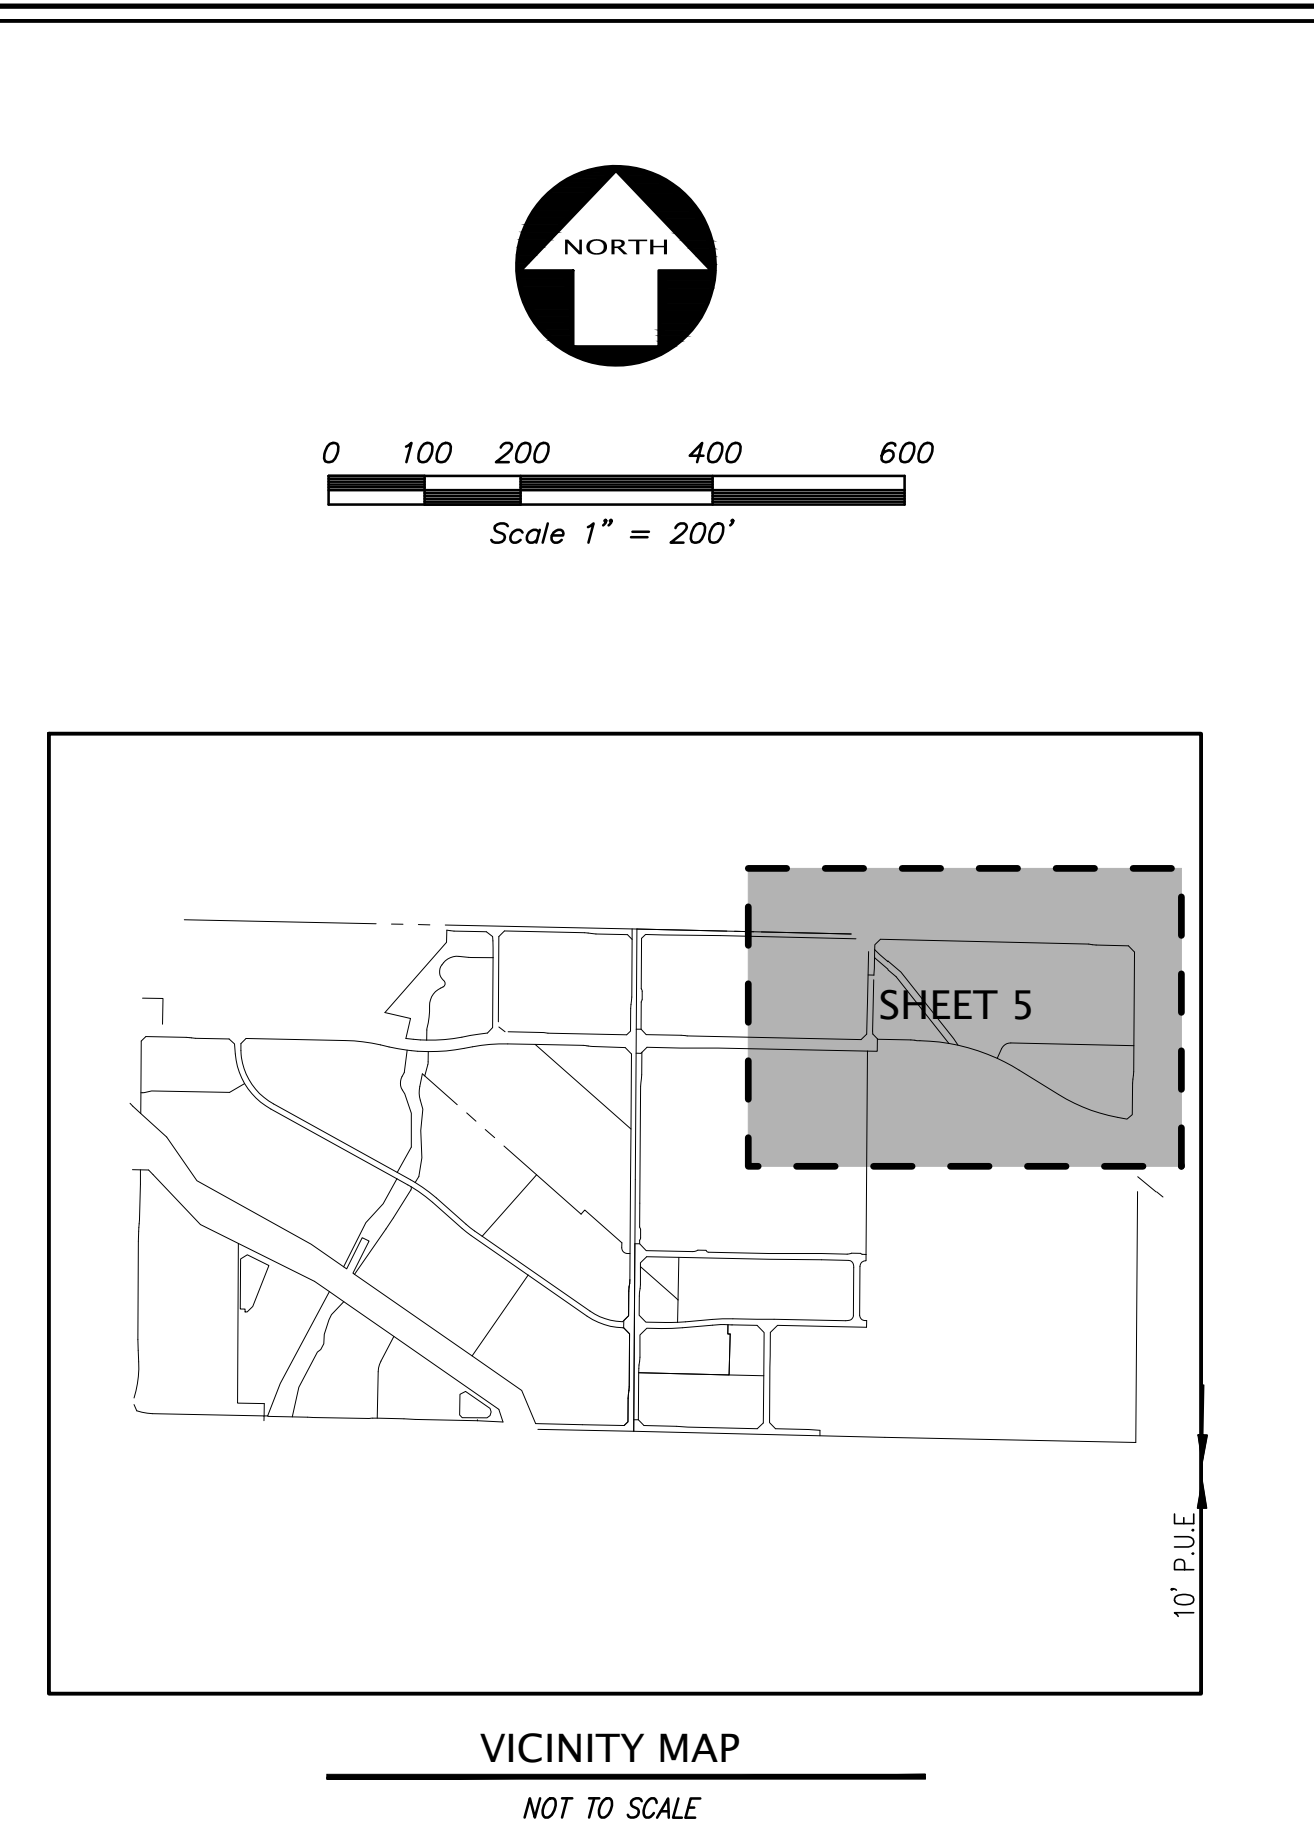 NORTH
0 100 200 400 600
Scale 1" = 200'
SHEET 5
10' P.U.E
VICINITY MAP
NOT TO SCALE